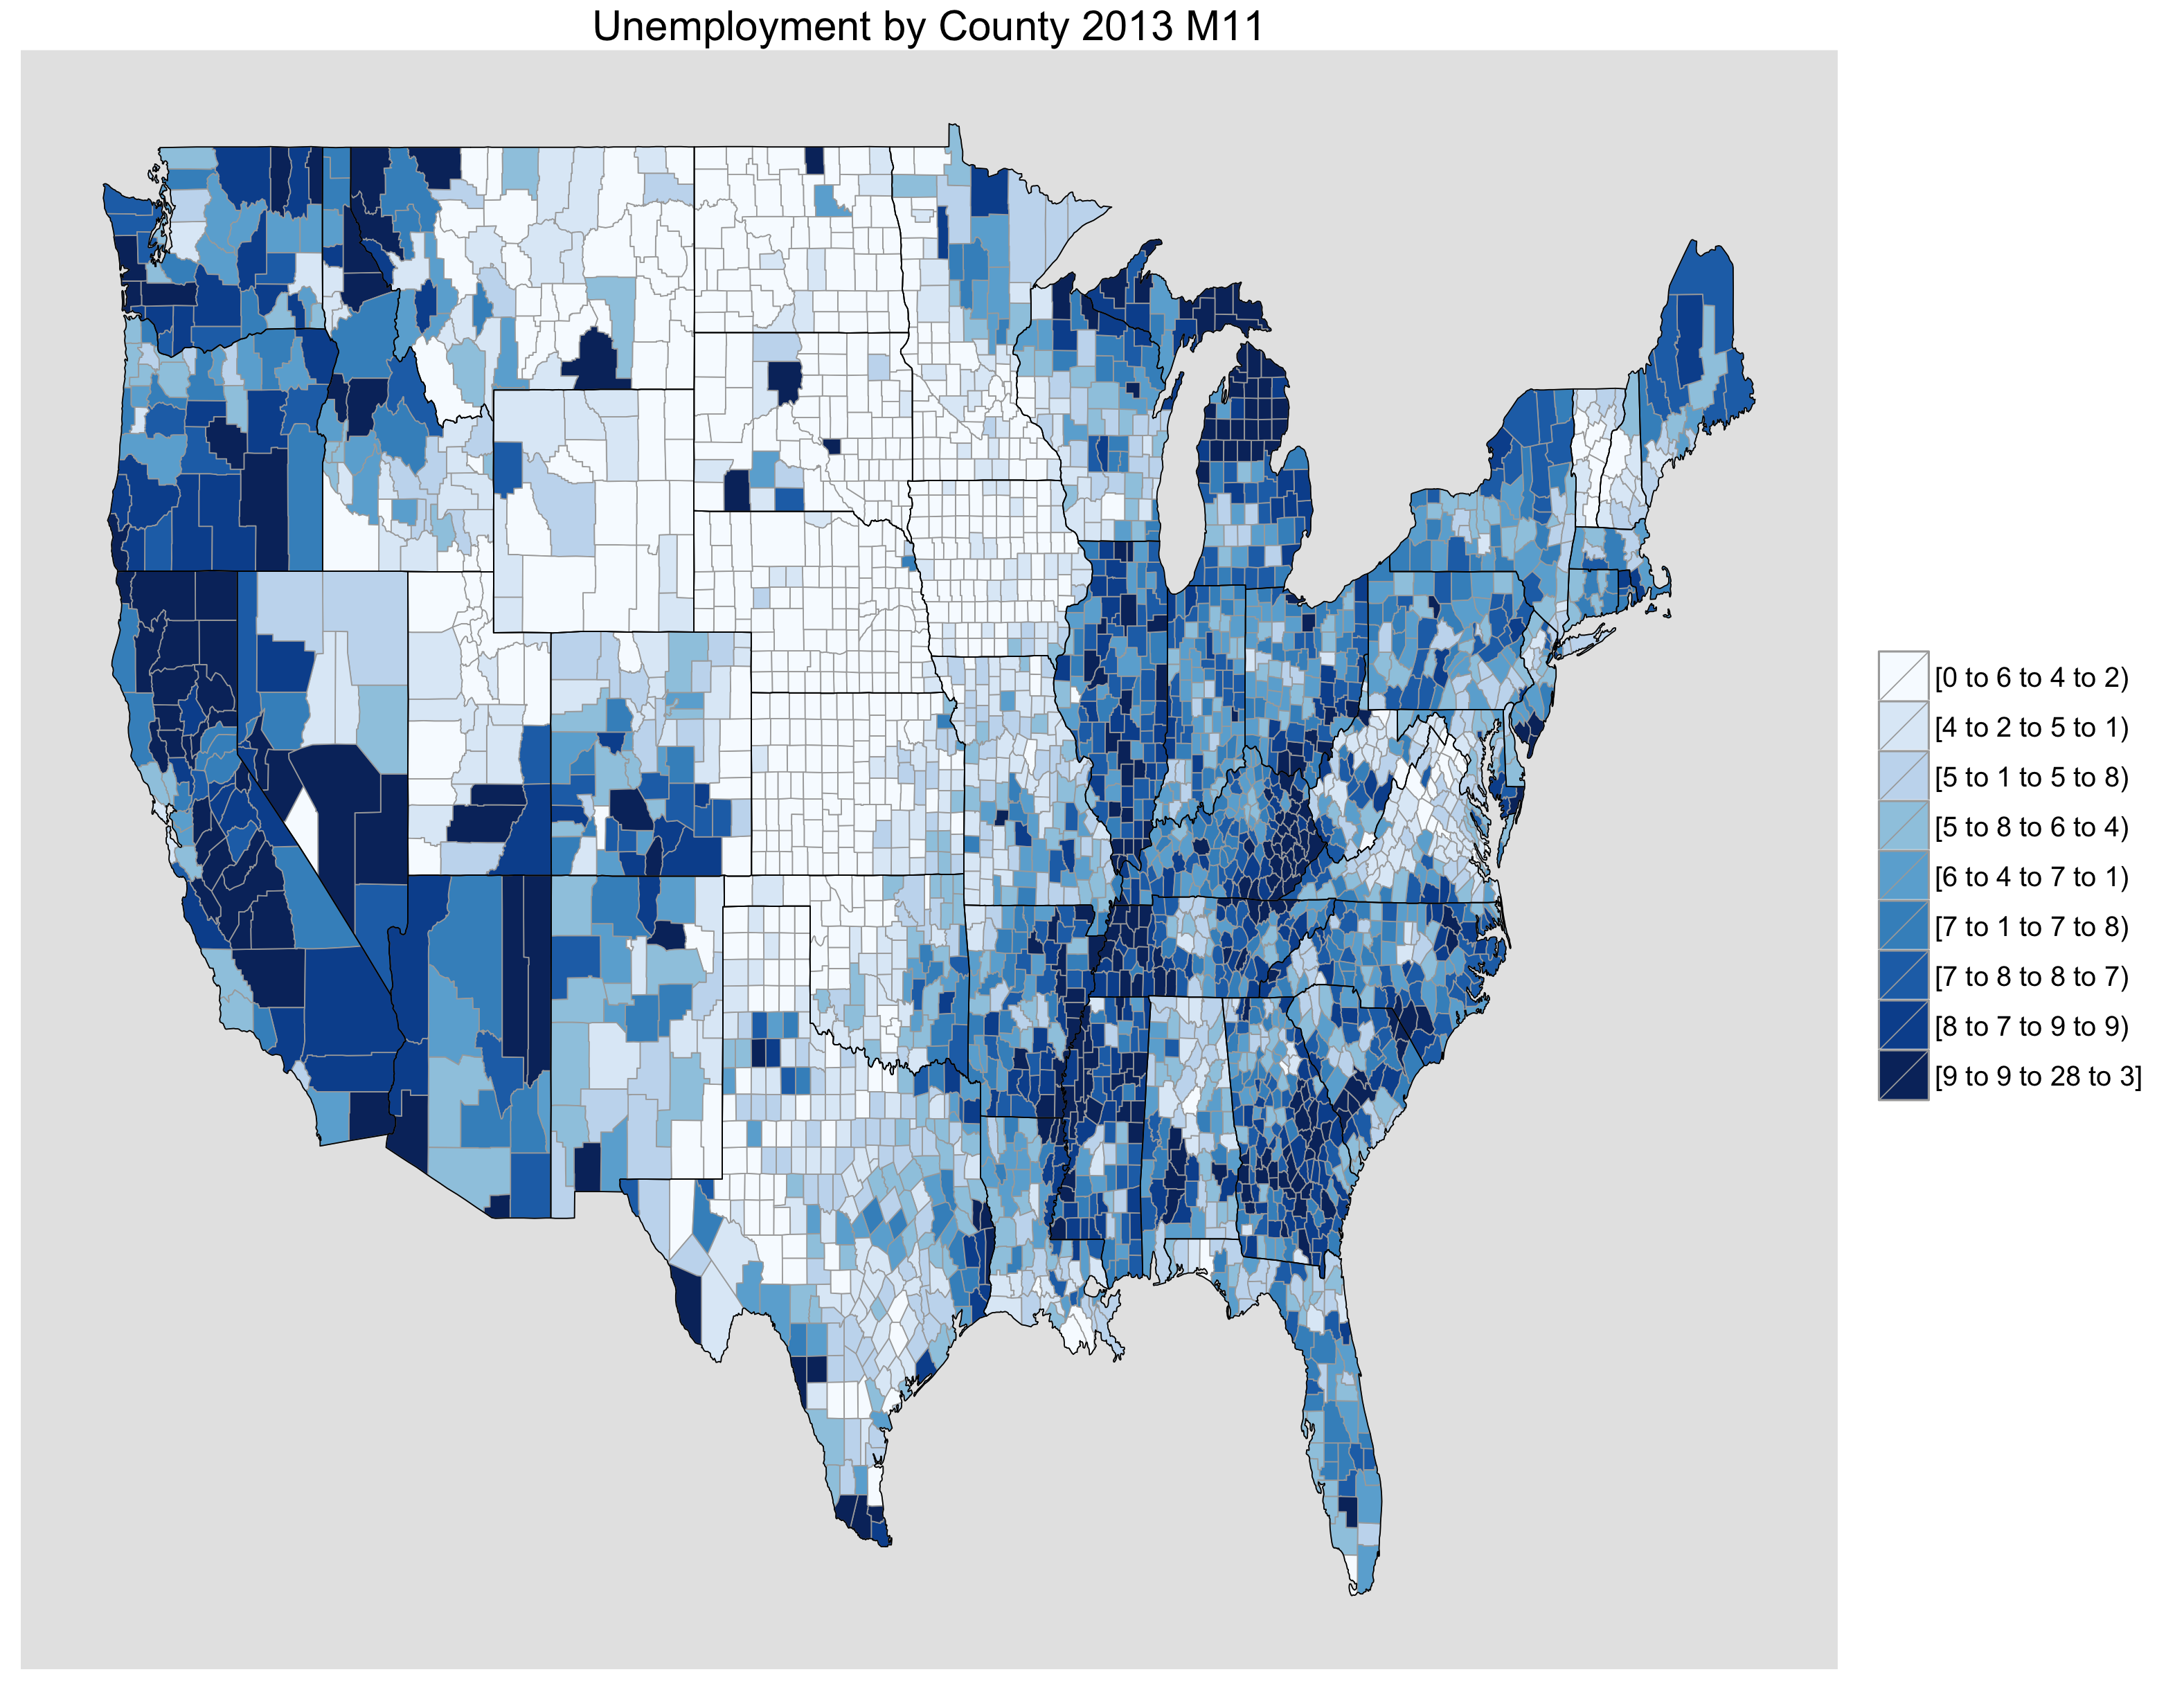 Unemployment by County 2013 M11
[0 to 6 to 4 to 2)
[4 to 2 to 5 to 1)
[5 to 1 to 5 to 8)
[5 to 8 to 6 to 4)
[6 to 4 to 7 to 1)
[7 to 1 to 7 to 8)
[7 to 8 to 8 to 7)
[8 to 7 to 9 to 9)
[9 to 9 to 28 to 3]